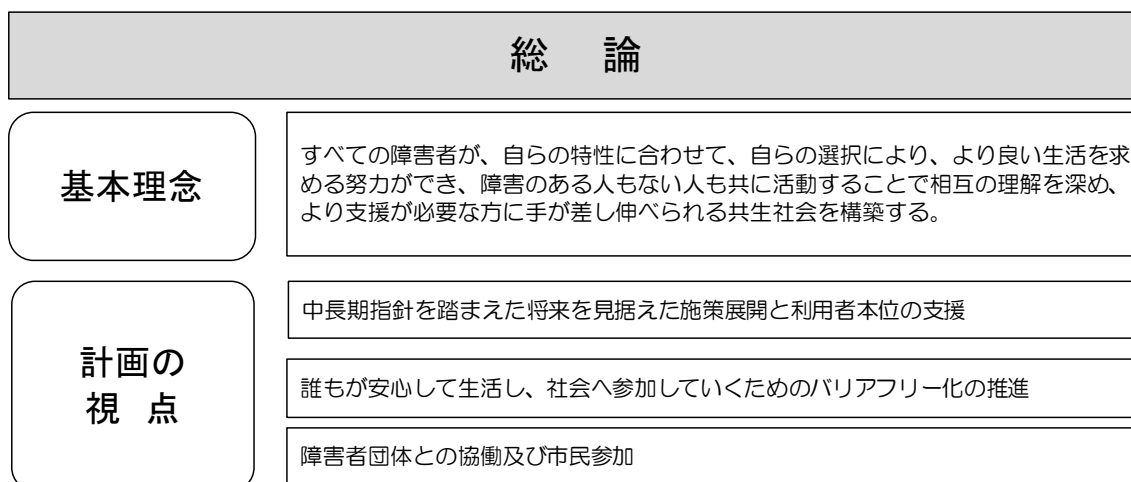 総 論
基本理念
すべての障害者が、自らの特性に合わせて、自らの選択により、より良い生活を求
める努力ができ、障害のある人もない人も共に活動することで相互の理解を深め、
より支援が必要な方に手が差し伸べられる共生社会を構築する。
計画の
視 点
中長期指針を踏まえた将来を見据えた施策展開と利用者本位の支援
誰もが安心して生活し、社会へ参加していくためのバリアフリー化の推進
障害者団体との協働及び市民参加